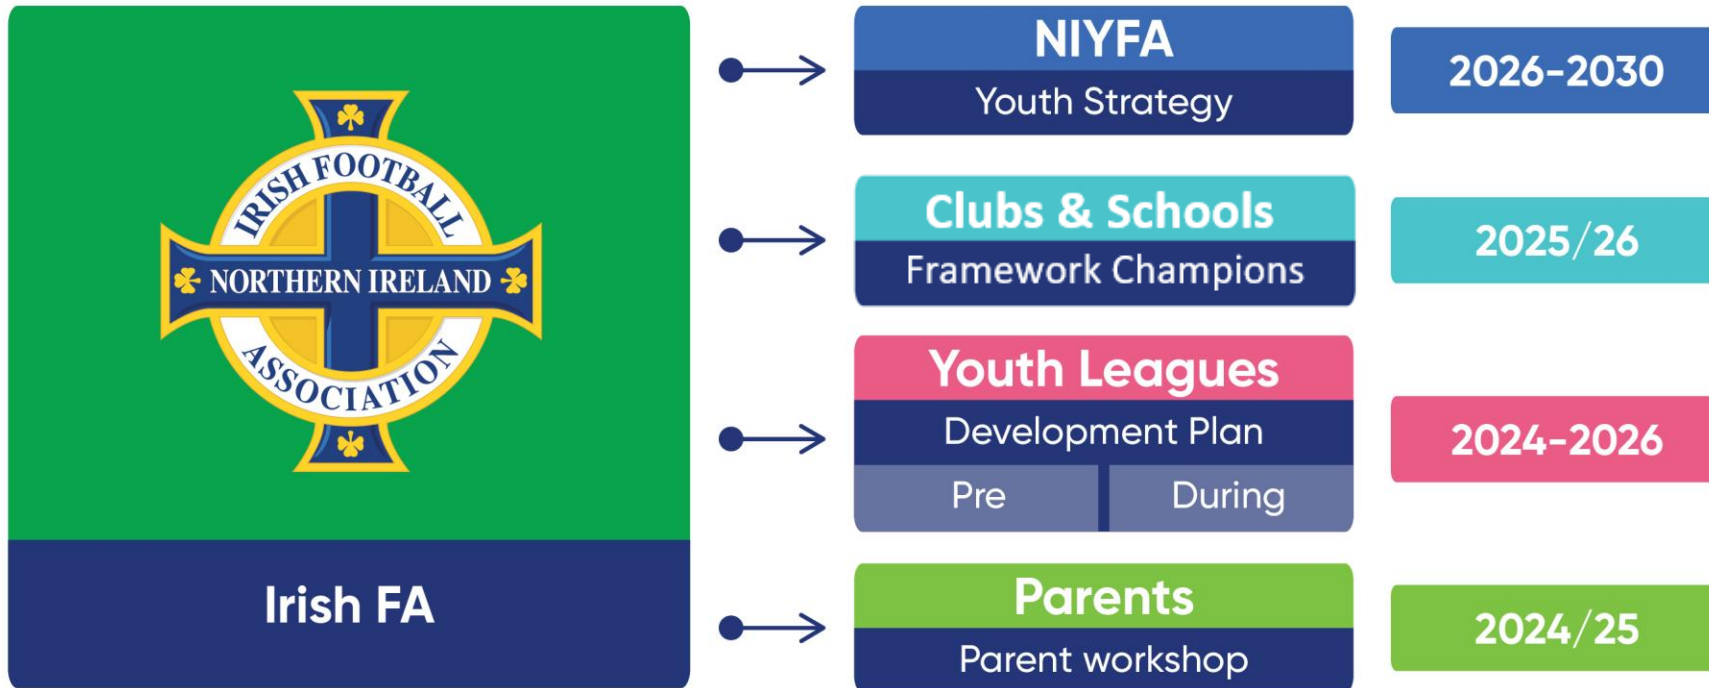 IRISH FOOTBALL
NORTHERN IRELAND
ASSOCIATION
Irish FA
NIYFA
Youth Strategy
2026-2030
Clubs & Schools
Framework Champions
2025/26
Youth Leagues
Development Plan
Pre
During
2024-2026
Parents
Parent workshop
2024/25